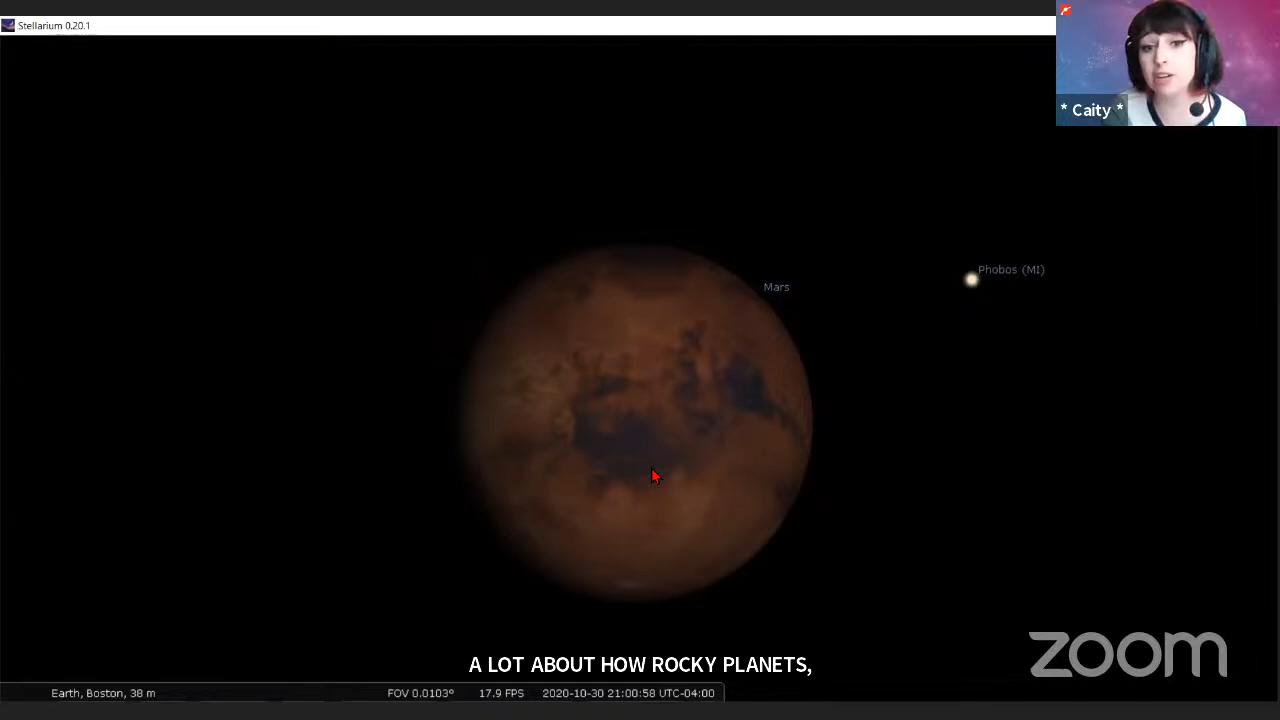 Stellarium 0.20.1
* Caity *
Phobos (MI)
Mars
zoom
A LOT ABOUT HOW ROCKY PLANETS,
Earth, Boston, 38 m FOV 0.0103° 17.9 FPS 2020-10-30 21:00:58 UTC-04:00